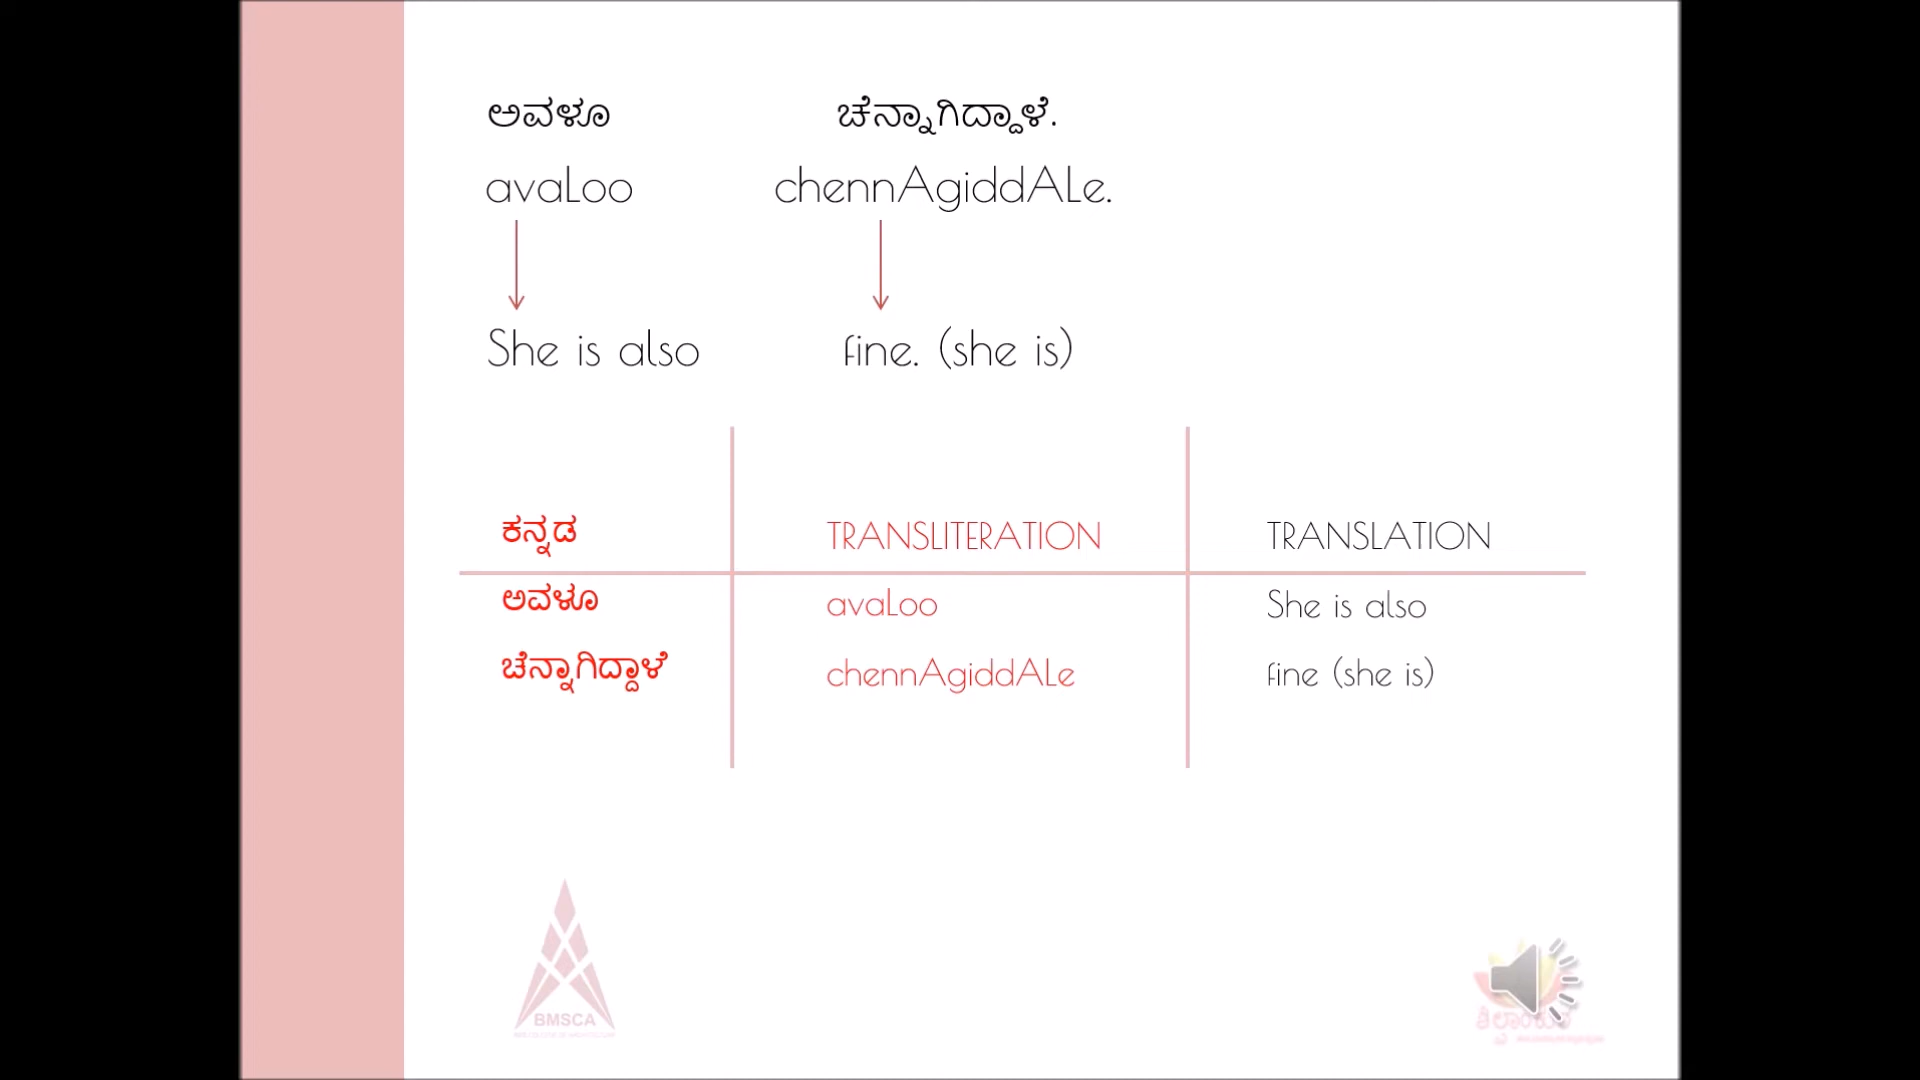 ಅವಳೂ ಚೆನ್ನಾಗಿದ್ದಾಳೆ.
avaLoo chennAgiddALe.
She is also fine. (she is)
ಕನ್ನಡ TRANSLITERATION TRANSLATION
ಅವಳೂ avaLoo She is also
ಚೆನ್ನಾಗಿದ್ದಾಳೆ chennAgiddALe fine (she is)
BMSCA